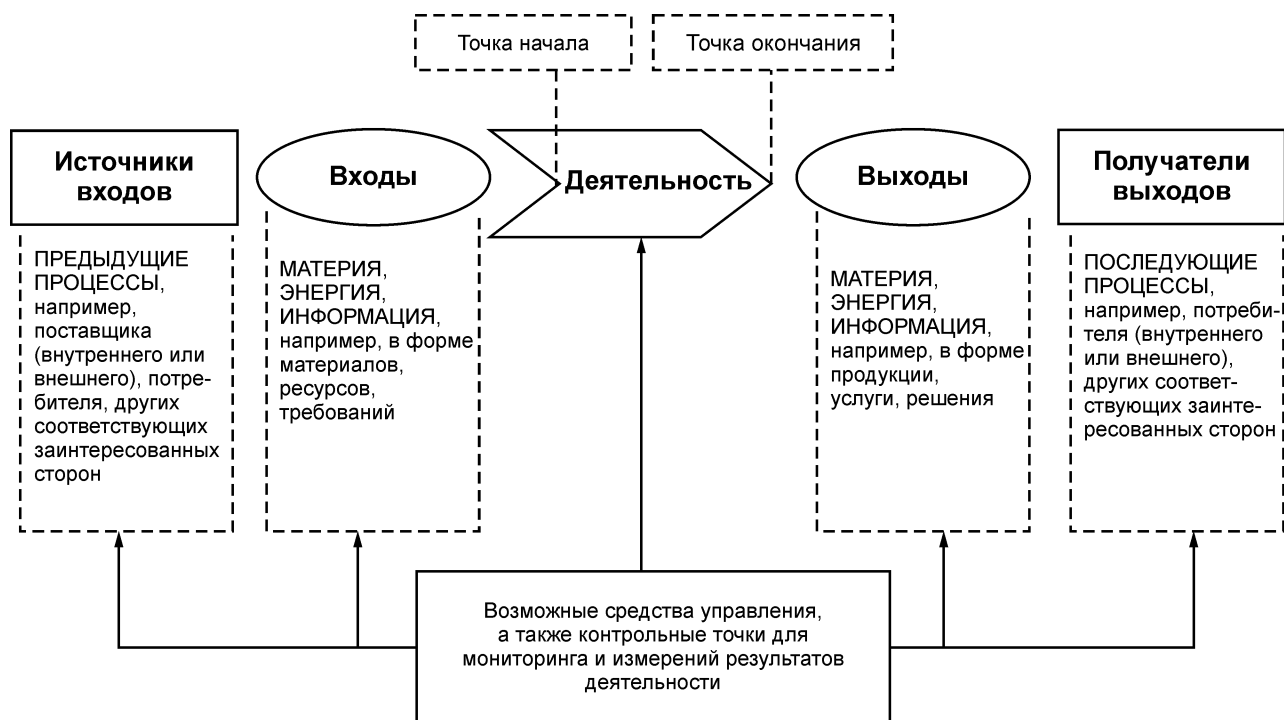 Точка начала
Точка окончания
Источники
входов
Входы
Деятельность
Выходы
Получатели
выходов
ПРЕДЫДУЩИЕ
ПРОЦЕССЫ,
например,
поставщика
(внутреннего или
внешнего), потре-
бителя, других
соответствующих
заинтересованных
сторон
МАТЕРИЯ,
ЭНЕРГИЯ,
ИНФОРМАЦИЯ,
например, в форме
материалов,
ресурсов,
требований
МАТЕРИЯ,
ЭНЕРГИЯ,
ИНФОРМАЦИЯ,
например, в форме
продукции,
услуги, решения
ПОСЛЕДУЮЩИЕ
ПРОЦЕССЫ,
например, потреби-
теля (внутреннего
или внешнего),
других соответ-
ствующих заинте-
ресованных сторон
Возможные средства управления,
а также контрольные точки для
мониторинга и измерений результатов
деятельности